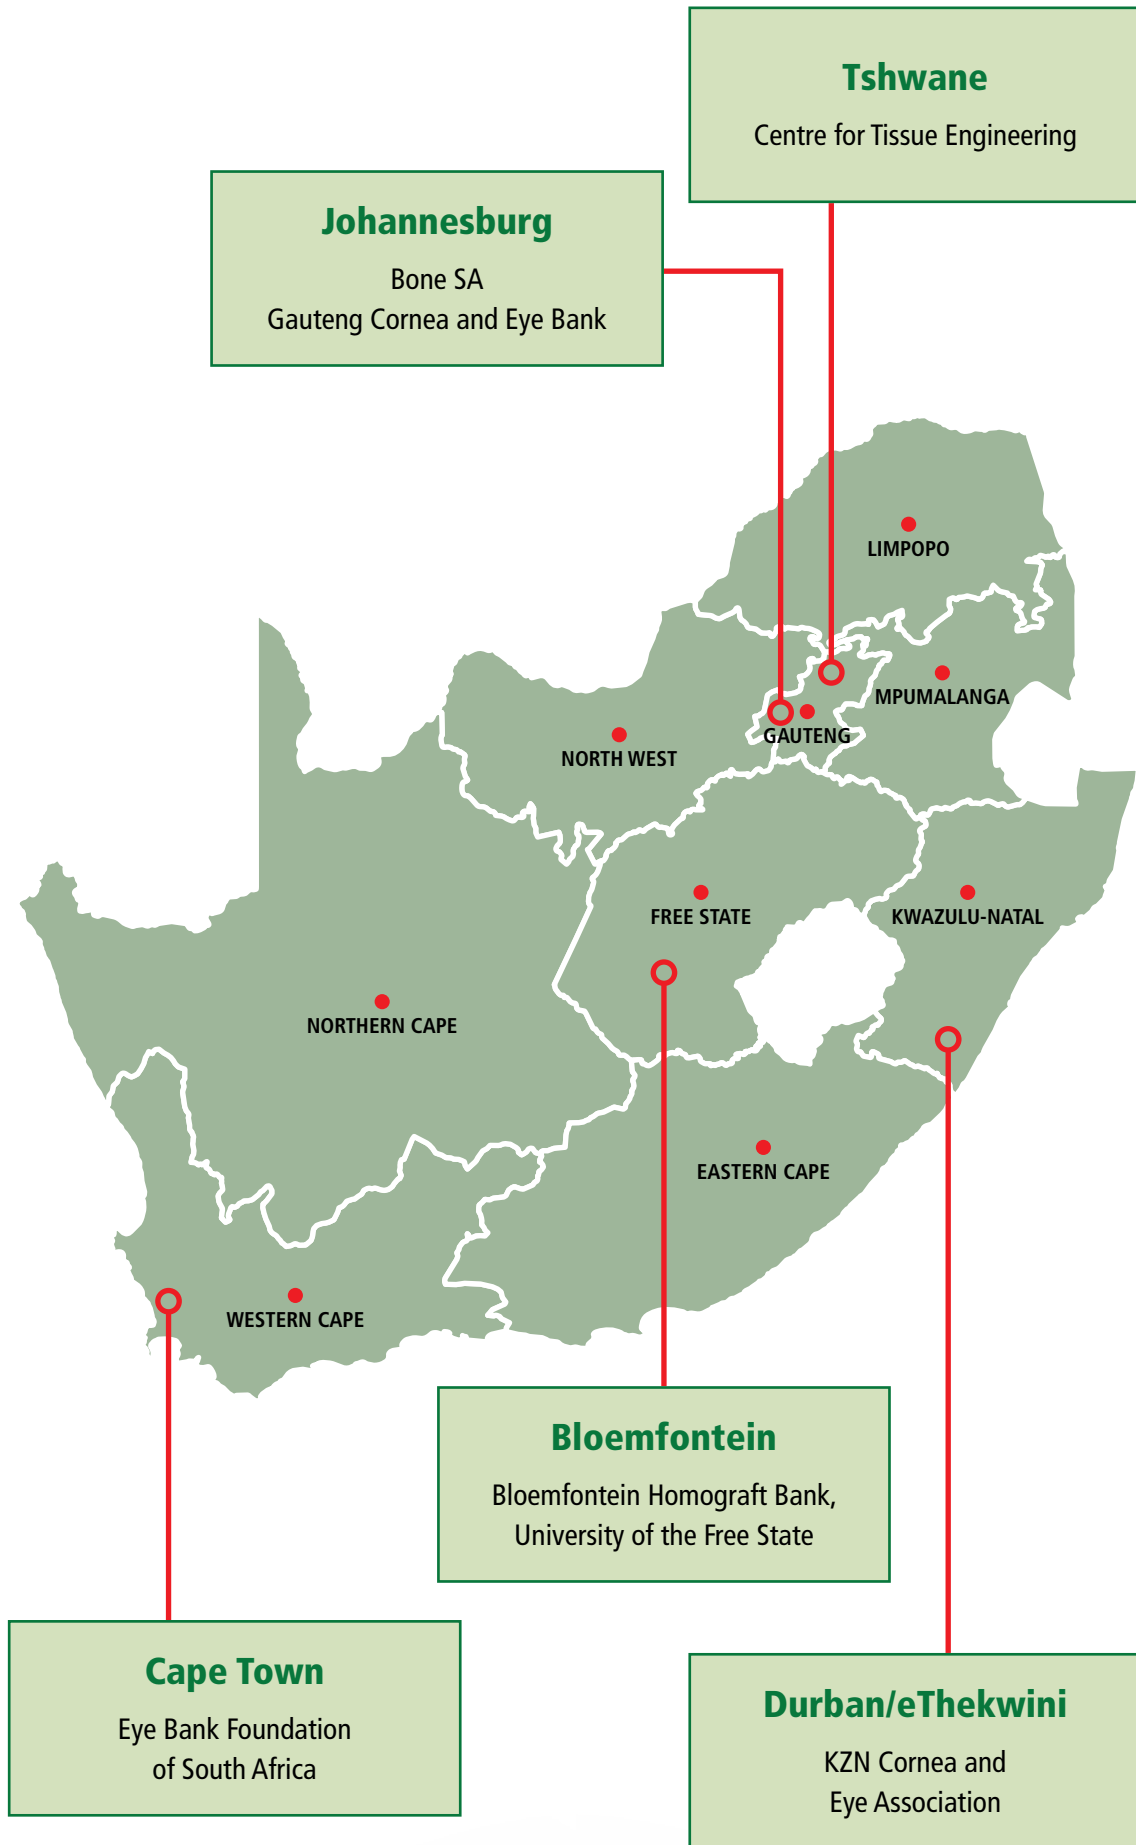 Tshwane
Centre for Tissue Engineering
Johannesburg
Bone SA
Gauteng Cornea and Eye Bank
LIMPOPO
MPUMALANGA
GAUTENG
NORTH WEST
FREE STATE
KWAZULU-NATAL
NORTHERN CAPE
EASTERN CAPE
WESTERN CAPE
Bloemfontein
Bloemfontein Homograft Bank,
University of the Free State
Cape Town
Eye Bank Foundation
of South Africa
Durban/eThekwini
KZN Cornea and
Eye Association